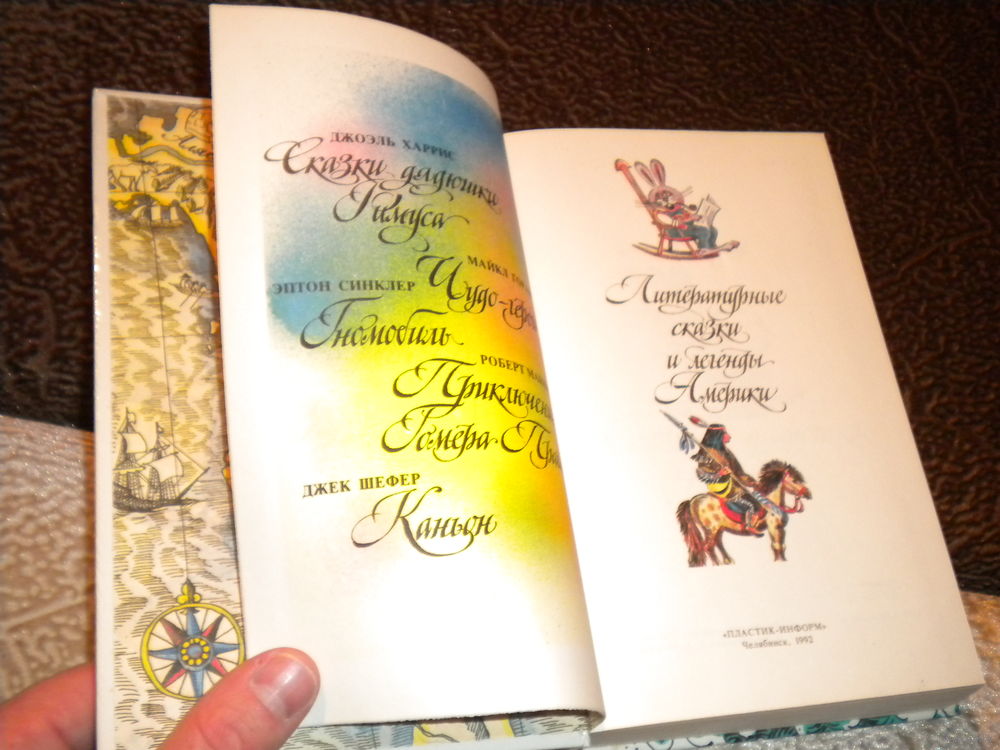 ДЖОЭЛЬ ХАРРИС
Сказки дядюшки
Римуса
МАЙКЛ
Чудо-
ЭПТОН СИНКЛЕР
Гномобиль
РОБЕРТ
Гомера
ДЖЕК ШЕФЕР
Каньон
Литературные
сказки
и легенды
Америки
«ПЛАСТИК-ИНФОРМ»
Челябинск, 1992